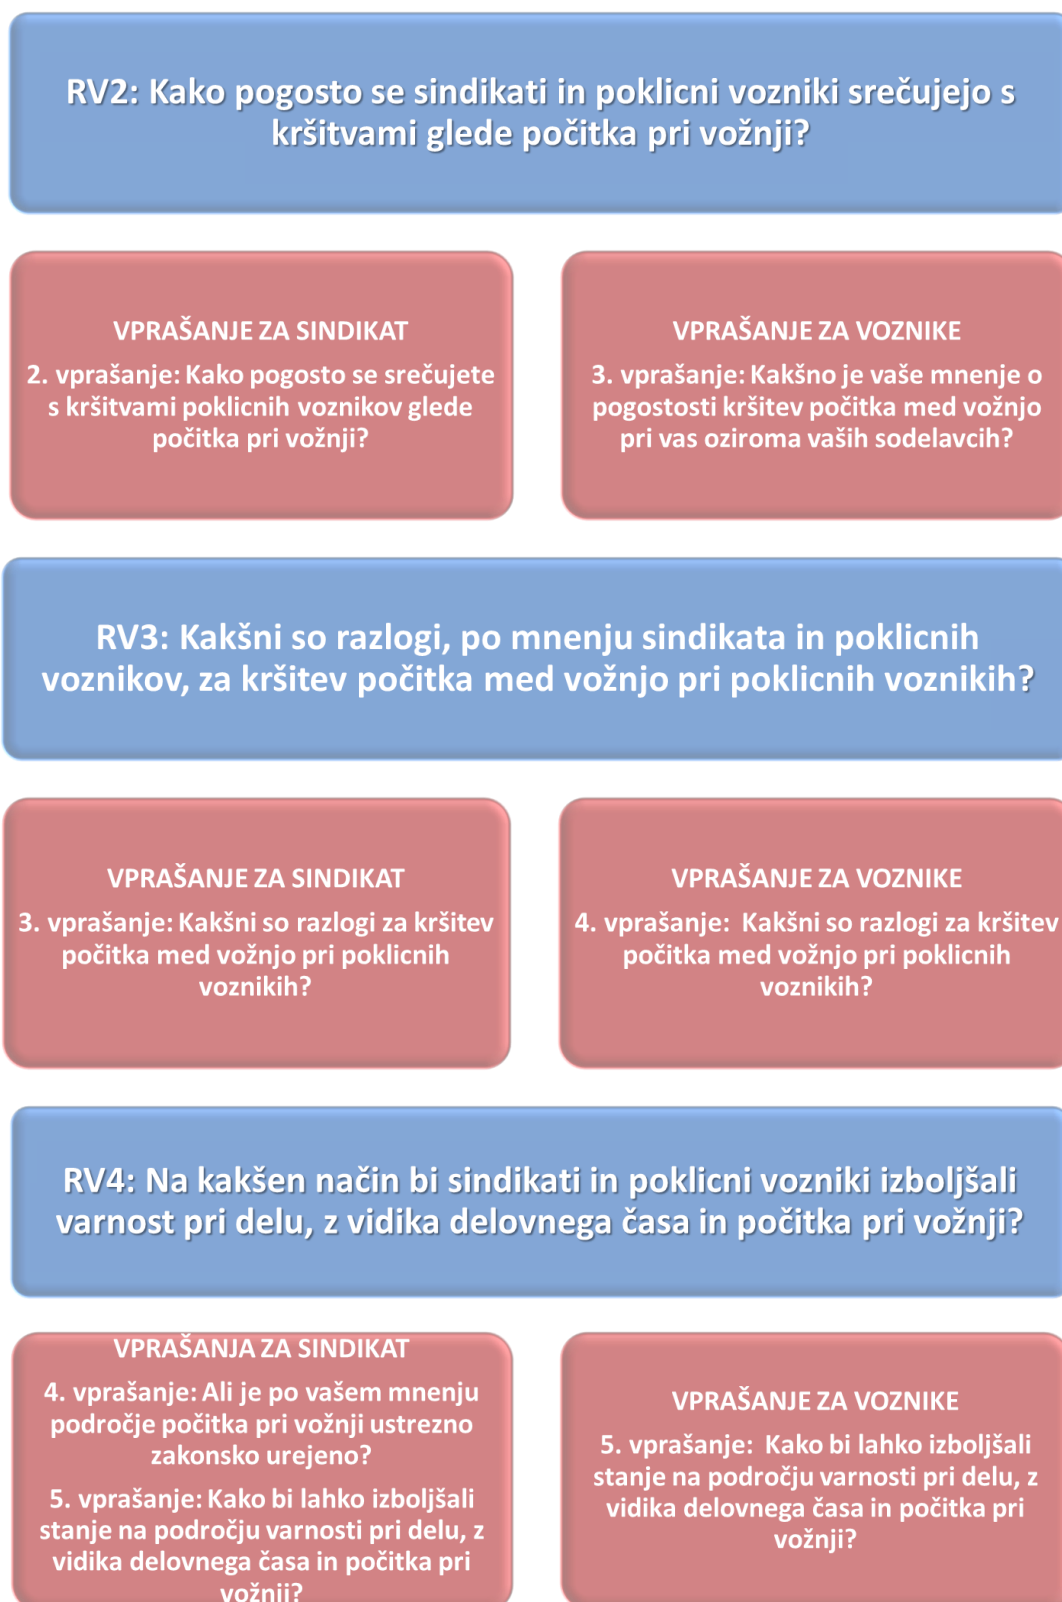 RV2: Kako pogosto se sindikati in poklicni vozniki srečujejo s
kršitvami glede počitka pri vožnji?
VPRAŠANJE ZA SINDIKAT
2. vprašanje: Kako pogosto se srečujete
s kršitvami poklicnih voznikov glede
počitka pri vožnji?
VPRAŠANJE ZA VOZNIKE
3. vprašanje: Kakšno je vaše mnenje o
pogostosti kršitev počitka med vožnjo
pri vas oziroma vaših sodelavcih?
RV3: Kakšni so razlogi, po mnenju sindikata in poklicnih
voznikov, za kršitev počitka med vožnjo pri poklicnih voznikih?
VPRAŠANJE ZA SINDIKAT
3. vprašanje: Kakšni so razlogi za kršitev
počitka med vožnjo pri poklicnih
voznikih?
VPRAŠANJE ZA VOZNIKE
4. vprašanje: Kakšni so razlogi za kršitev
počitka med vožnjo pri poklicnih
voznikih?
RV4: Na kakšen način bi sindikati in poklicni vozniki izboljšali
varnost pri delu, z vidika delovnega časa in počitka pri vožnji?
VPRAŠANJA ZA SINDIKAT
4. vprašanje: Ali je po vašem mnenju
področje počitka pri vožnji ustrezno
zakonsko urejeno?
5. vprašanje: Kako bi lahko izboljšali
stanje na področju varnosti pri delu, z
vidika delovnega časa in počitka pri
vožnji?
VPRAŠANJE ZA VOZNIKE
5. vprašanje: Kako bi lahko izboljšali
stanje na področju varnosti pri delu, z
vidika delovnega časa in počitka pri
vožnji?